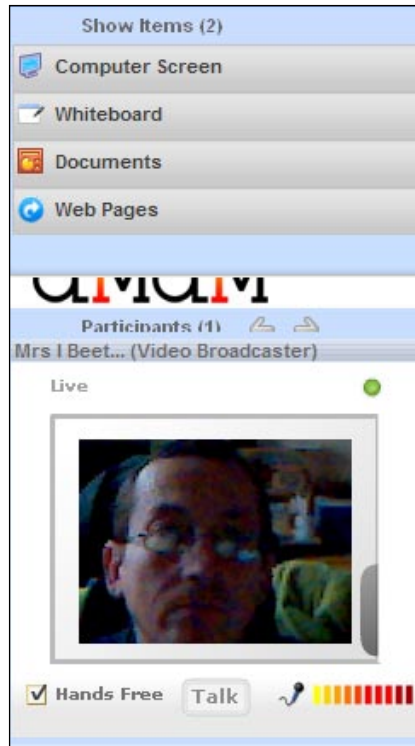 Show Items (2)
Computer Screen
Whiteboard
Documents
Web Pages
Participants (1)
Mrs I Beet... (Video Broadcaster)
Live
Hands Free
Talk